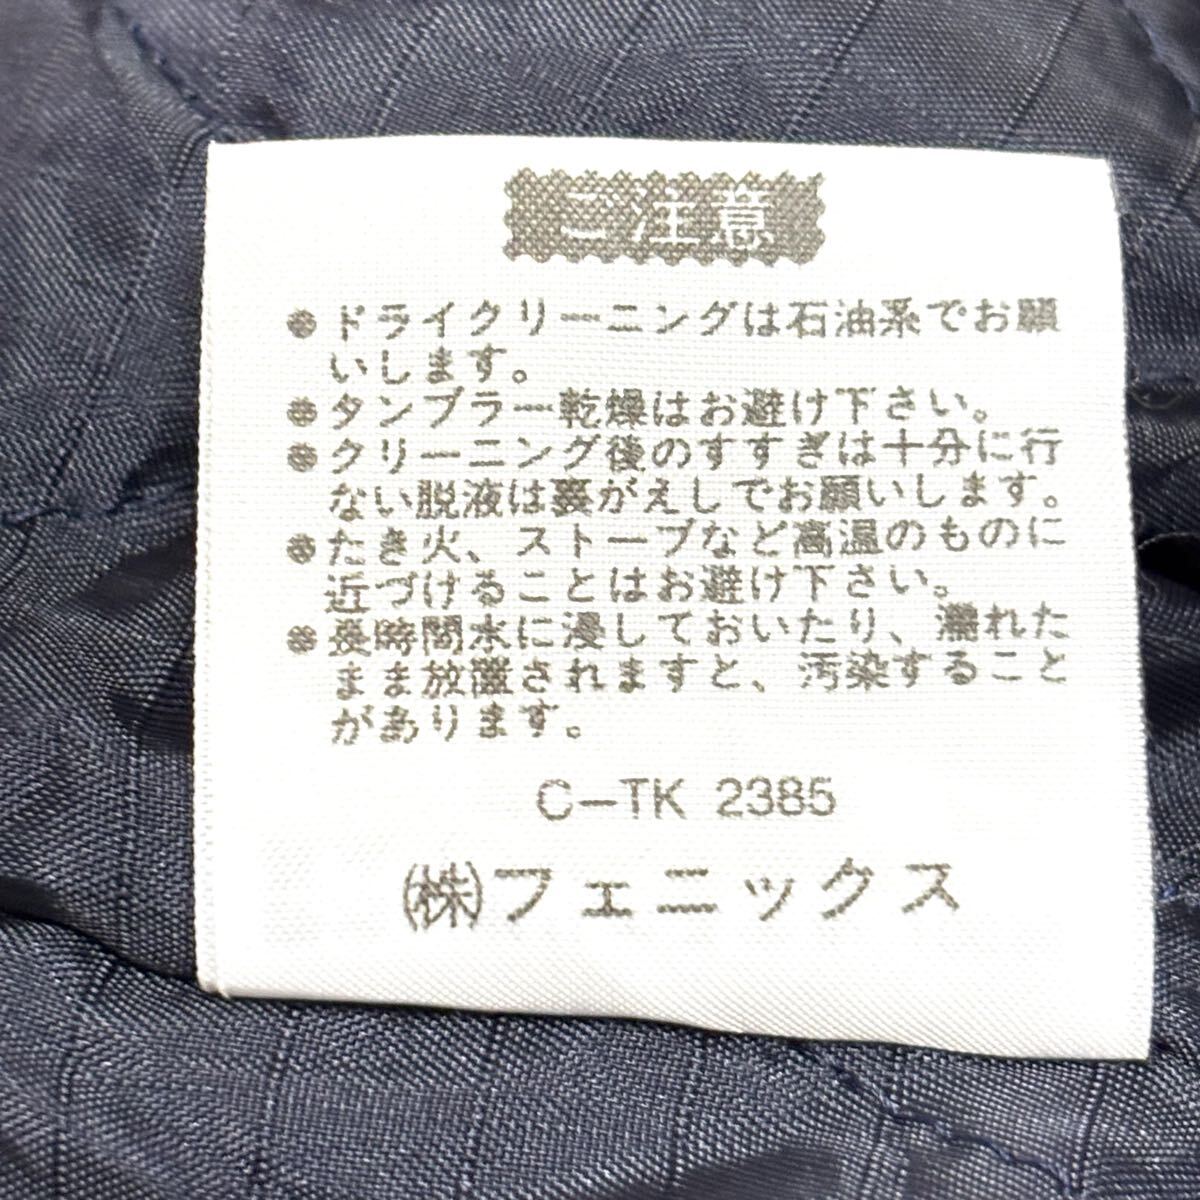 ご注意
●ドライクリーニングは石油系でお願
いします。
●タンブラー乾燥はお避け下さい。
●クリーニング後のすすぎは十分に行
ない脱液は裏がえしでお願いします。
●たき火、ストーブなど高温のものに
近づけることはお避け下さい。
●長時間水に浸しておいたり、濡れた
まま放置されますと、汚染すること
があります。
C-TK 2385
㈱フェニックス